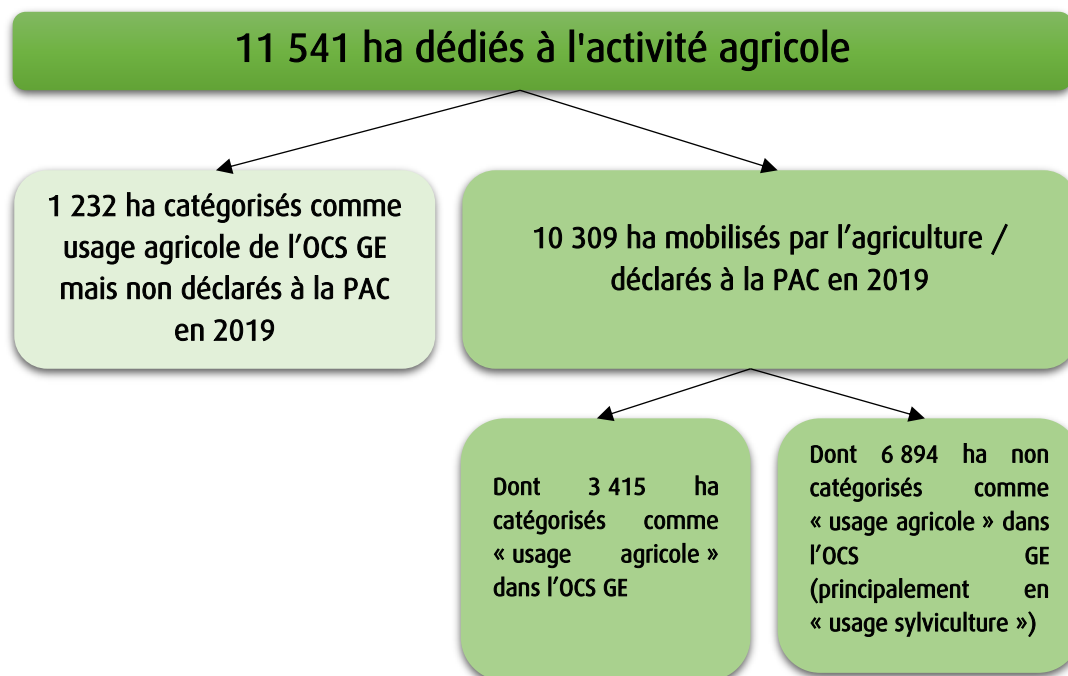 11 541 ha dédiés à l'activité agricole
1 232 ha catégorisés comme
usage agricole de l’OCS GE
mais non déclarés à la PAC
en 2019
10 309 ha mobilisés par l’agriculture /
déclarés à la PAC en 2019
Dont 3 415 ha
catégorisés comme
« usage agricole »
dans l’OCS GE
Dont 6 894 ha non
catégorisés comme
« usage agricole » dans
l’OCS GE
(principalement en
« usage sylviculture »)